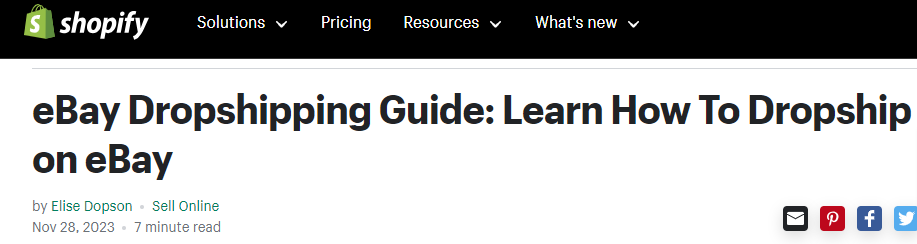 shopify Solutions Pricing Resources What's new
eBay Dropshipping Guide: Learn How To Dropship
on eBay
by Elise Dopson • Sell Online
Nov 28, 2023 • 7 minute read